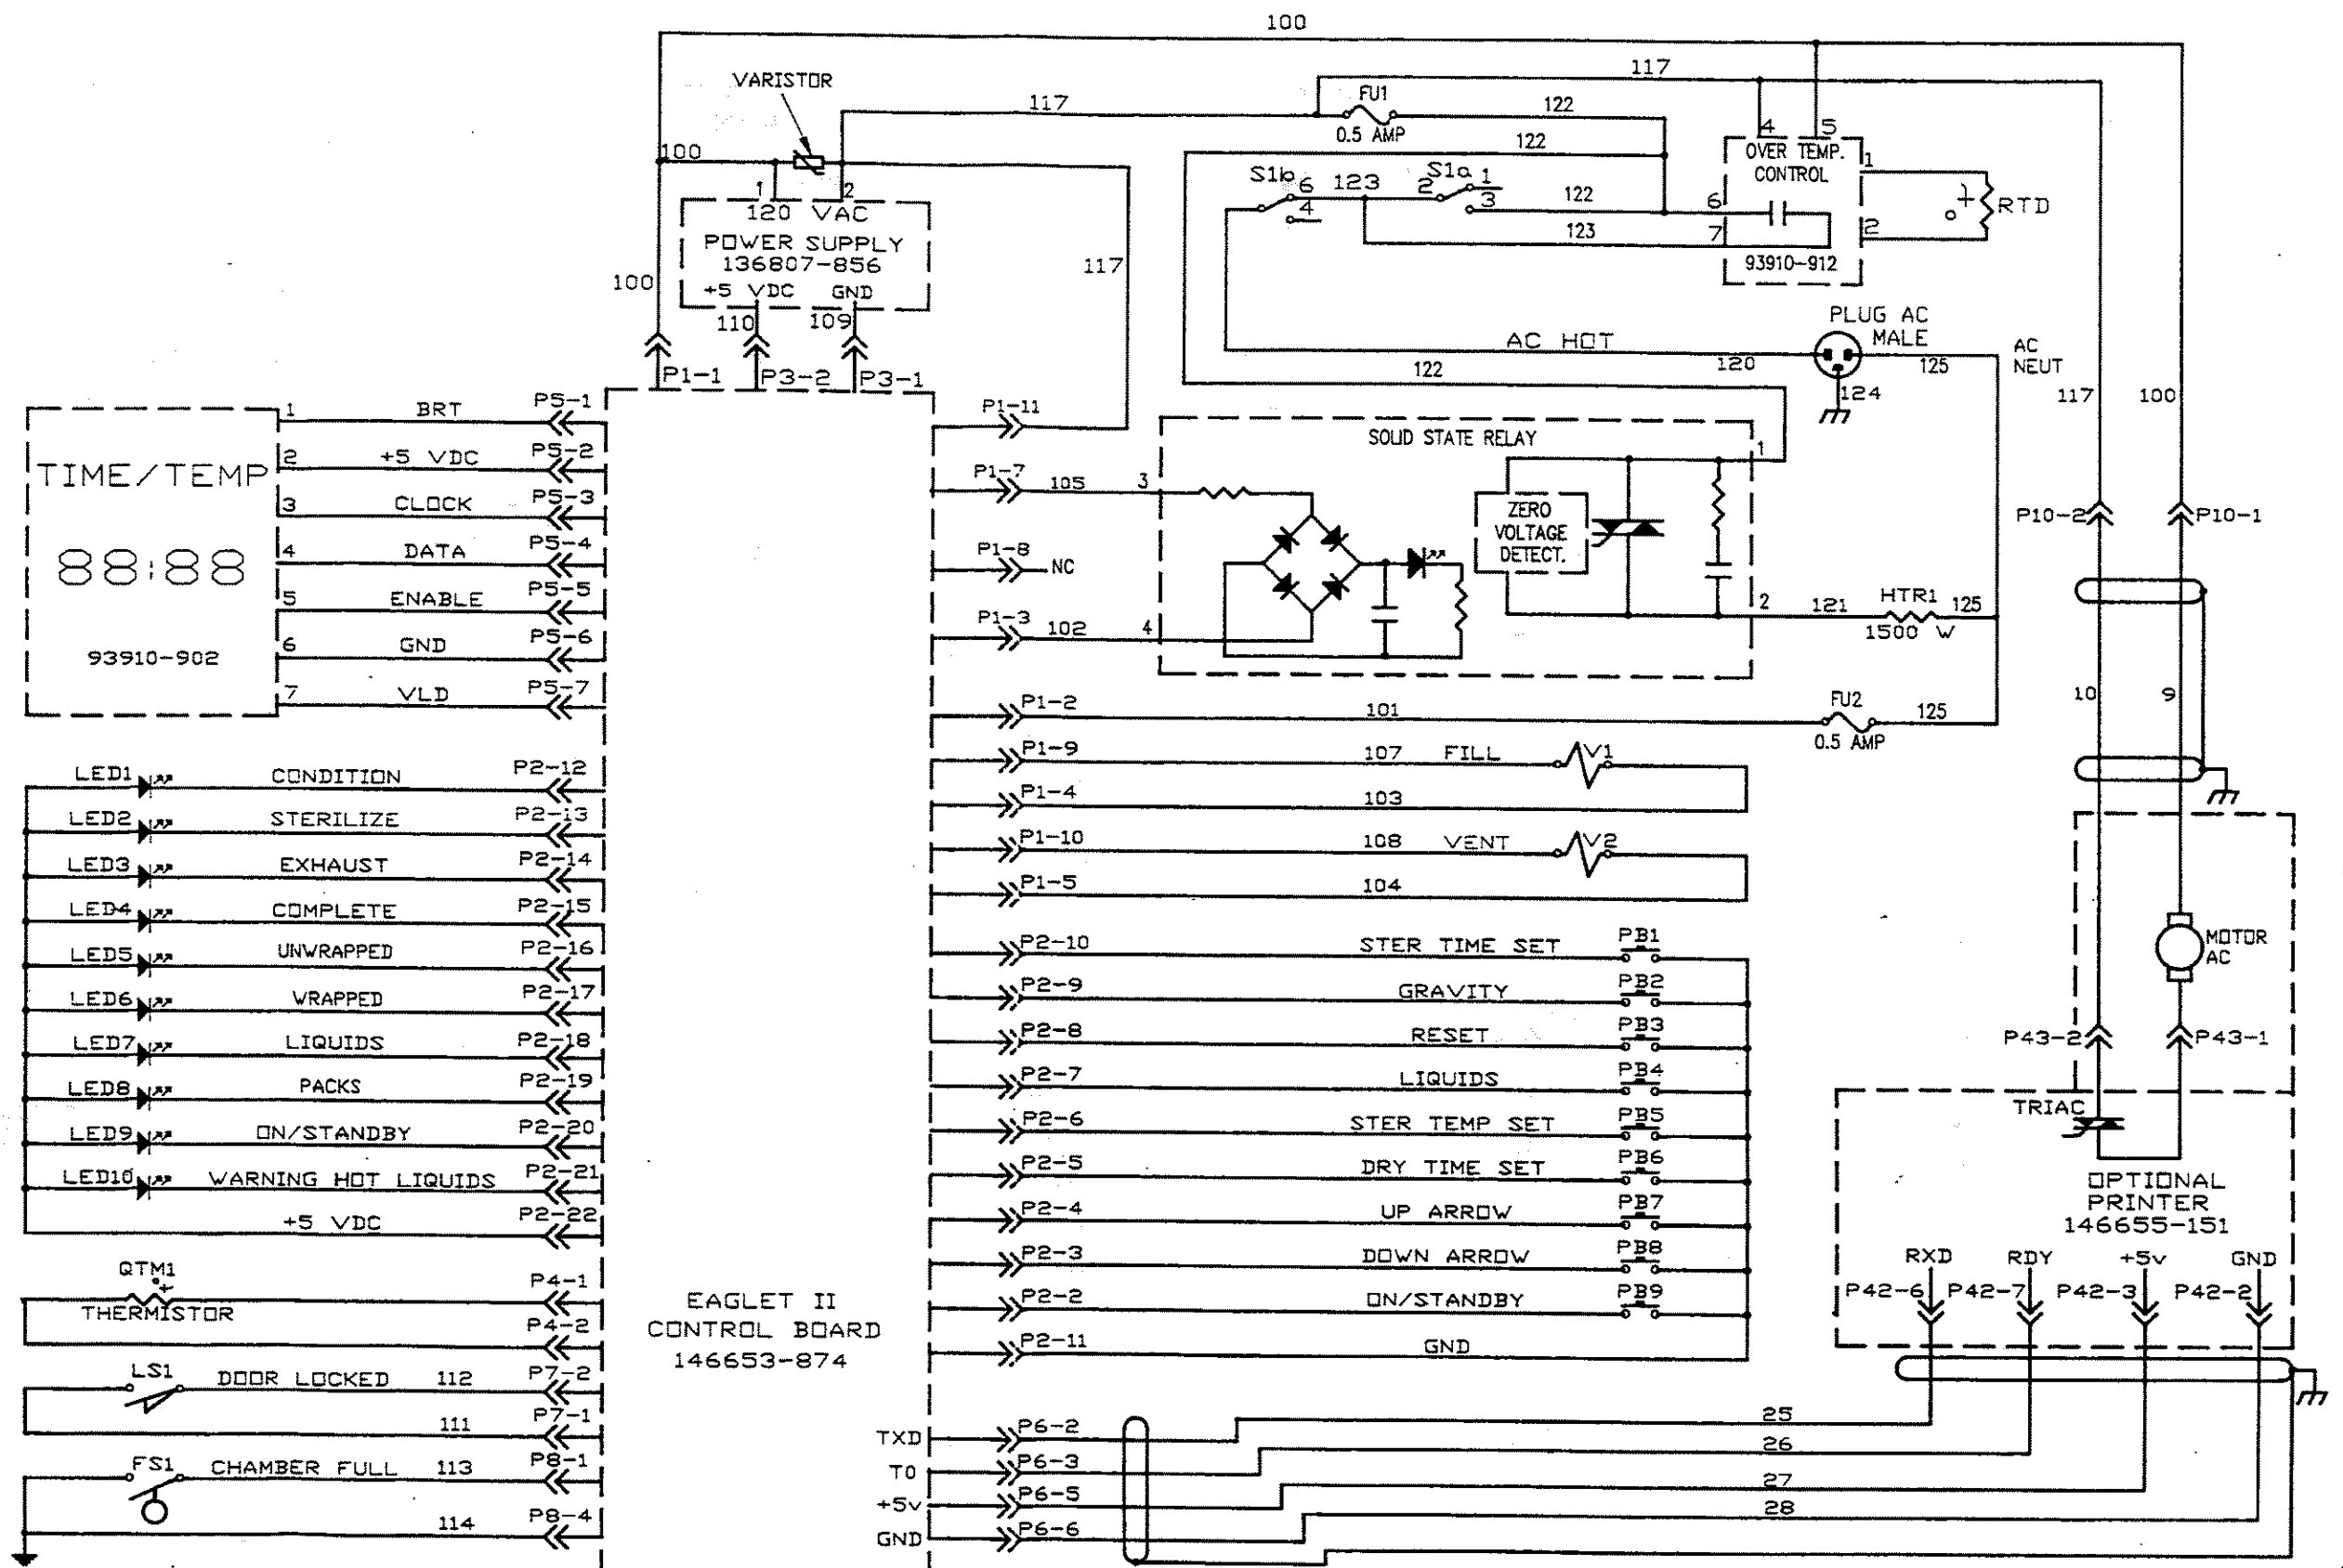 100
117
VARISTOR
FU1
117
122
0.5 AMP
4
5
100
122
OVER TEMP.
CONTROL
1
1
2
S1b
6
123
S1a
2
1
3
4
122
6
120 VAC
RTD
POWER SUPPLY
136807-856
123
7
2
117
93910-912
100
+5 VDC
GND
110
109
PLUG AC
MALE
AC HOT
AC
NEUT
120
125
122
P1-1
P3-2
P3-1
124
117
100
1
BRT
P5-1
P1-11
SOLID STATE RELAY
1
2
+5 VDC
P5-2
TIME/TEMP
P1-7
105
3
3
CLOCK
P5-3
ZERO
VOLTAGE
DETECT.
P10-2
P10-1
4
DATA
P5-4
88:88
P1-8
NC
5
ENABLE
P5-5
2
121
HTR1
125
1500 W
P1-3
102
4
6
GND
P5-6
93910-902
7
VLD
P5-7
10
9
P1-2
101
FU2
125
0.5 AMP
P1-9
107
FILL
V1
LED1
CONDITION
P2-12
P1-4
103
LED2
STERILIZE
P2-13
P1-10
108
VENT
V2
LED3
EXHAUST
P2-14
P1-5
104
LED4
COMPLETE
P2-15
P2-10
STER TIME SET
PB1
MOTOR
AC
LED5
UNWRAPPED
P2-16
P2-9
GRAVITY
PB2
LED6
WRAPPED
P2-17
P2-8
RESET
PB3
P43-2
P43-1
LED7
LIQUIDS
P2-18
P2-7
LIQUIDS
PB4
LED8
PACKS
P2-19
TRIAC
P2-6
STER TEMP SET
PB5
LED9
ON/STANDBY
P2-20
P2-5
DRY TIME SET
PB6
LED10
WARNING HOT LIQUIDS
P2-21
OPTIONAL
PRINTER
146655-151
P2-4
UP ARROW
PB7
+5 VDC
P2-22
P2-3
DOWN ARROW
PB8
RXD
RDY
+5v
GND
QTM1
THERMISTOR
P4-1
P2-2
ON/STANDBY
PB9
P42-6
P42-7
P42-3
P42-2
EAGLET II
CONTROL BOARD
146653-874
P4-2
P2-11
GND
LS1
DOOR LOCKED
112
P7-2
111
P7-1
TXD
P6-2
25
T0
P6-3
26
FS1
CHAMBER FULL
113
P8-1
+5v
P6-5
27
114
P8-4
GND
P6-6
28